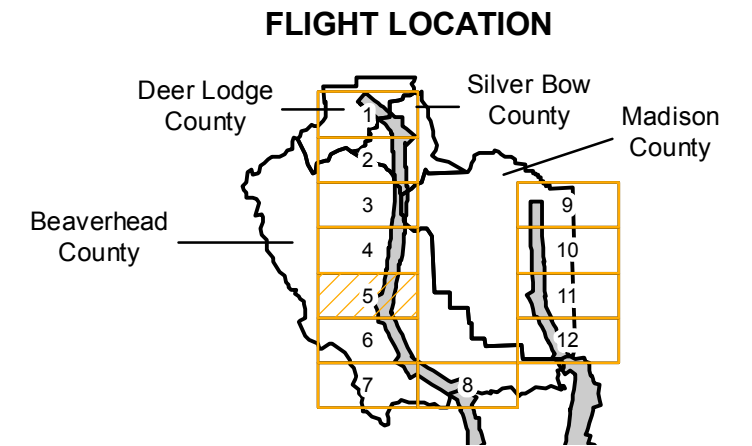 FLIGHT LOCATION
Deer Lodge
County
Silver Bow
County
Madison
County
Beaverhead
County
1
2
3
4
5
6
7
8
9
10
11
12